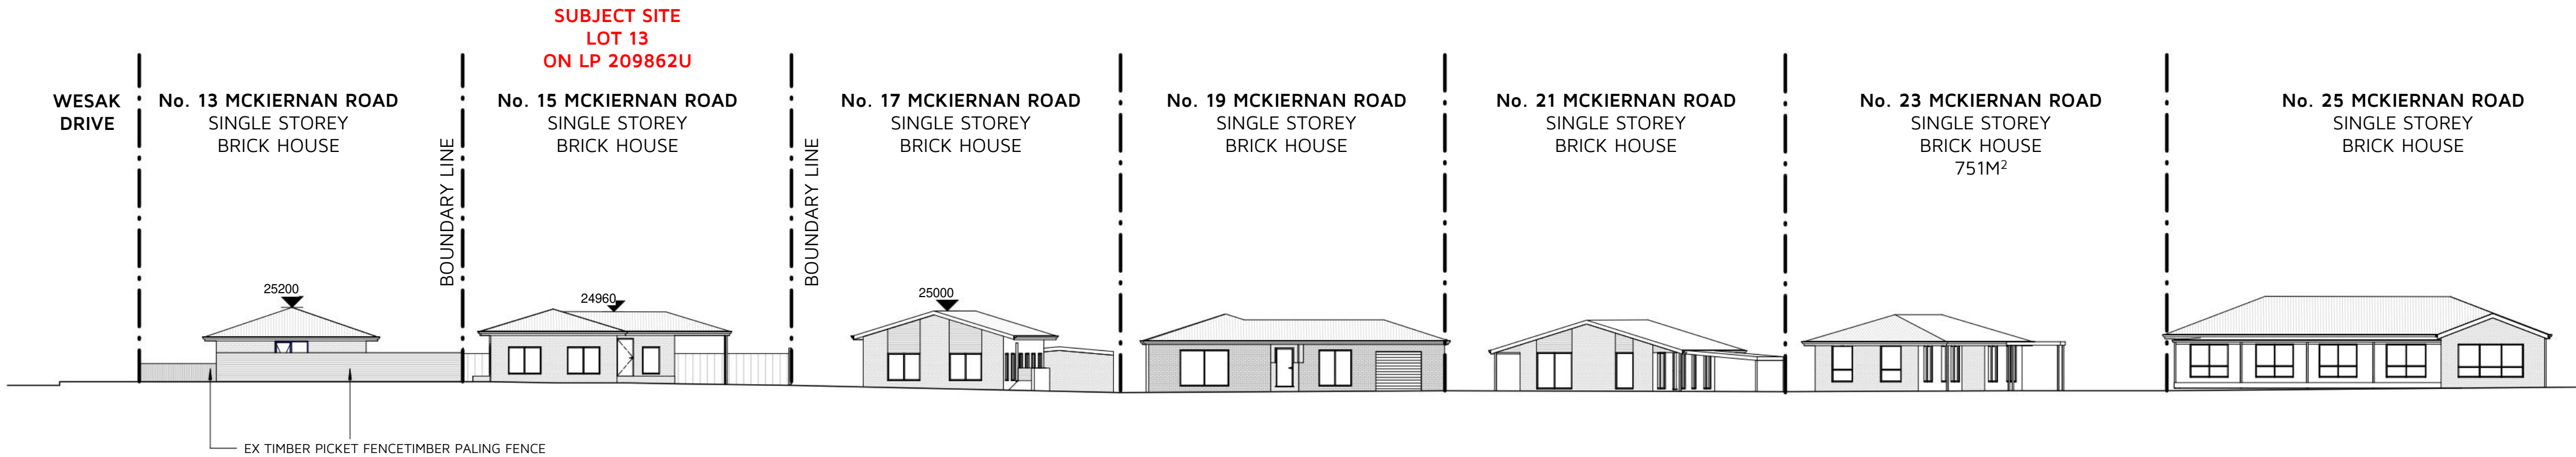 SUBJECT SITE
LOT 13
ON LP 209862U
WESAK
DRIVE
No. 13 MCKIERNAN ROAD
SINGLE STOREY
BRICK HOUSE
BOUNDARY LINE
No. 15 MCKIERNAN ROAD
SINGLE STOREY
BRICK HOUSE
BOUNDARY LINE
No. 17 MCKIERNAN ROAD
SINGLE STOREY
BRICK HOUSE
No. 19 MCKIERNAN ROAD
SINGLE STOREY
BRICK HOUSE
No. 21 MCKIERNAN ROAD
SINGLE STOREY
BRICK HOUSE
No. 23 MCKIERNAN ROAD
SINGLE STOREY
BRICK HOUSE
751M²
No. 25 MCKIERNAN ROAD
SINGLE STOREY
BRICK HOUSE
25200
24960
25000
EX TIMBER PICKET FENCETIMBER PALING FENCE